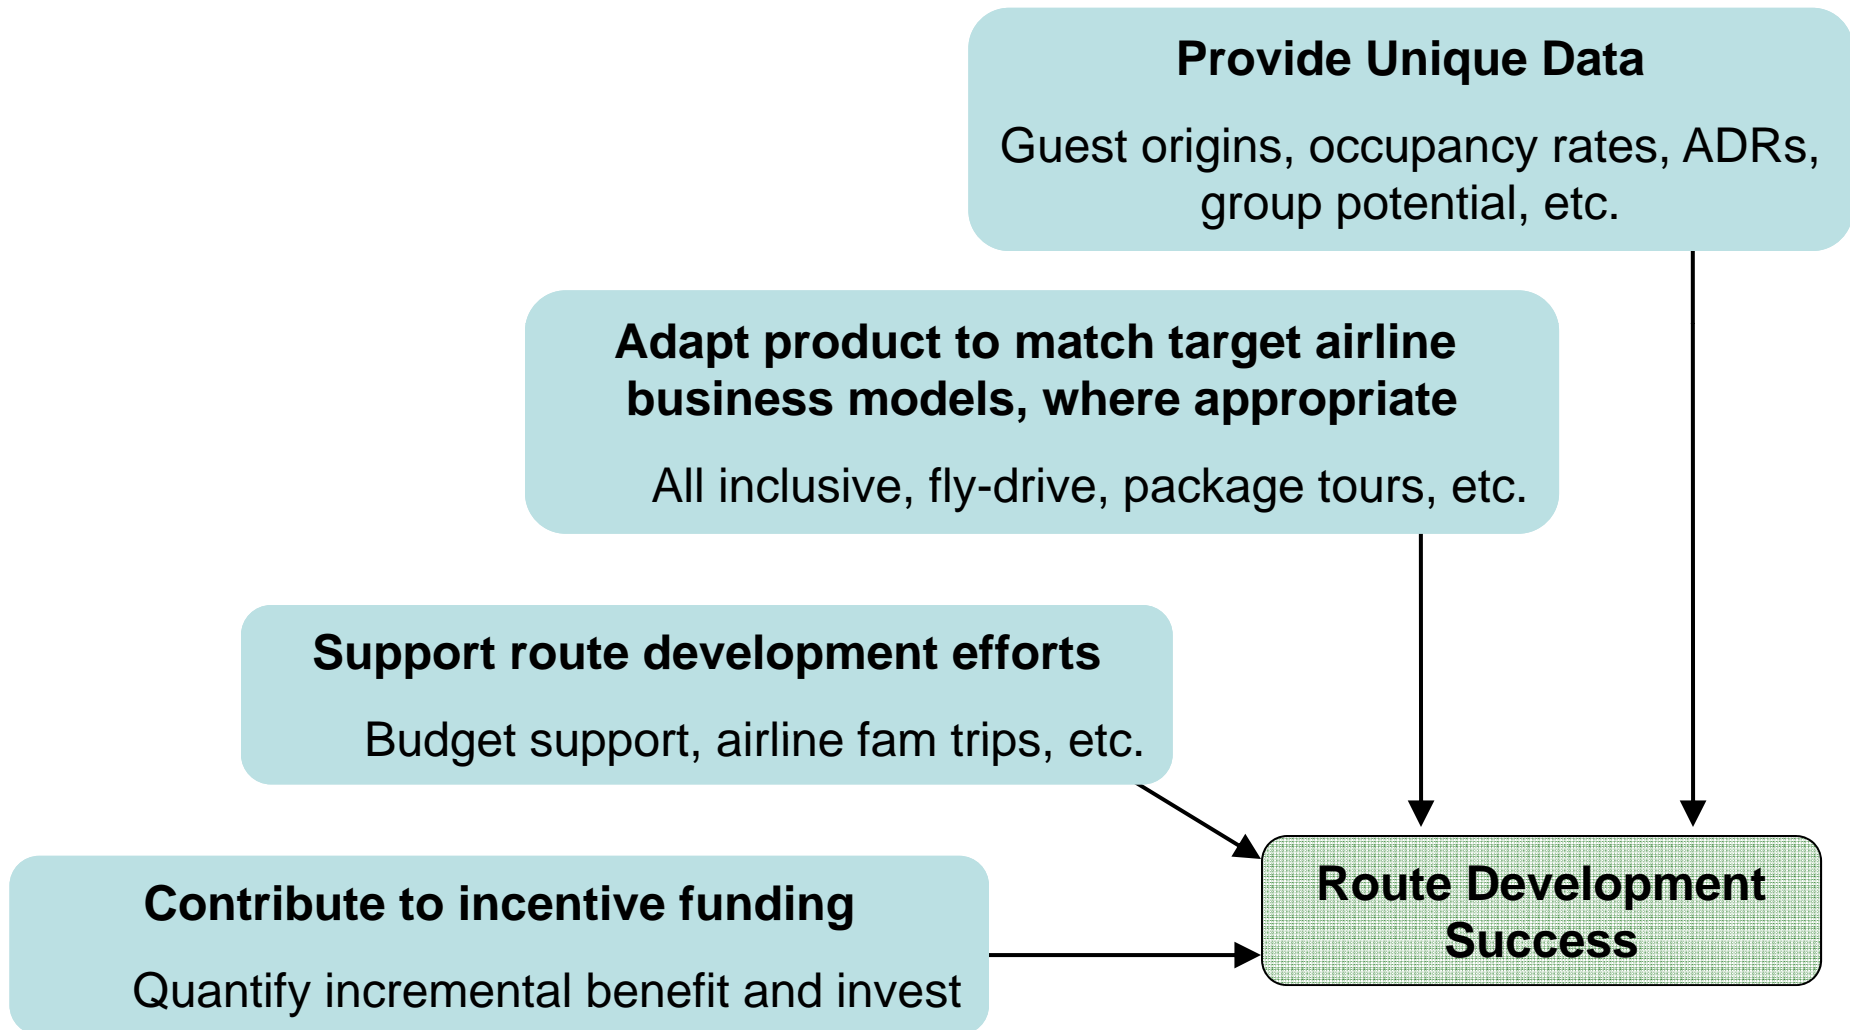 Provide Unique Data
Guest origins, occupancy rates, ADRs,
group potential, etc.
Adapt product to match target airline
business models, where appropriate
All inclusive, fly-drive, package tours, etc.
Support route development efforts
Budget support, airline fam trips, etc.
Contribute to incentive funding
Quantify incremental benefit and invest
Route Development
Success